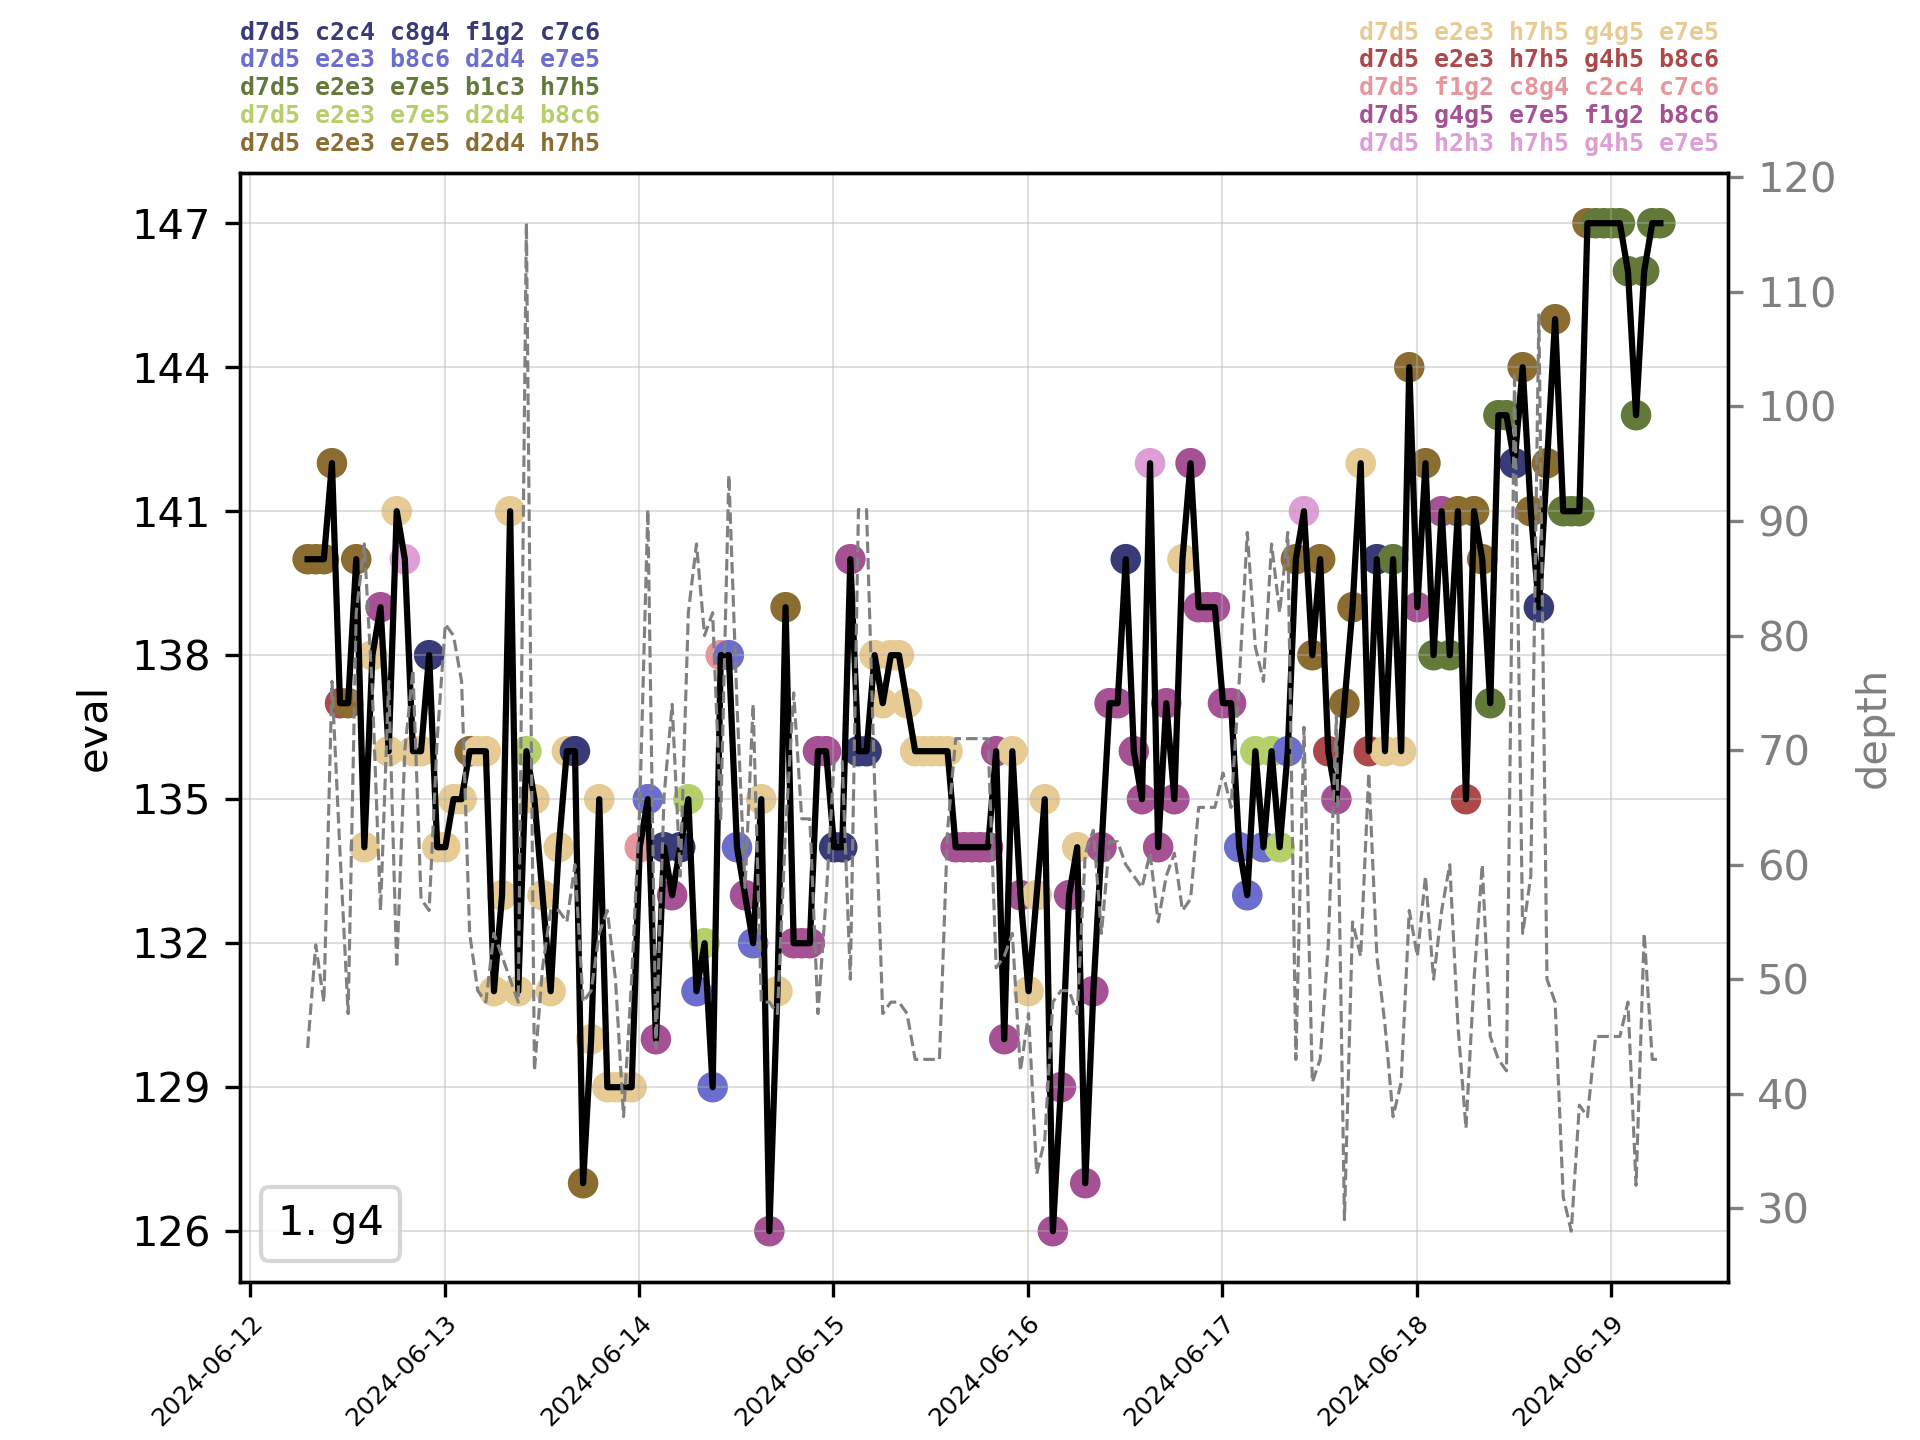 d7d5 c2c4 c8g4 f1g2 c7c6
d7d5 e2e3 b8c6 d2d4 e7e5
d7d5 e2e3 e7e5 b1c3 h7h5
d7d5 e2e3 e7e5 d2d4 b8c6
d7d5 e2e3 e7e5 d2d4 h7h5
d7d5 e2e3 h7h5 g4g5 e7e5
d7d5 e2e3 h7h5 g4h5 b8c6
d7d5 f1g2 c8g4 c2c4 c7c6
d7d5 g4g5 e7e5 f1g2 b8c6
d7d5 h2h3 h7h5 g4h5 e7e5
147
144
141
138
135
132
129
126
eval
120
110
100
90
80
70
60
50
40
30
depth
1. g4
2024-06-12
2024-06-13
2024-06-14
2024-06-15
2024-06-16
2024-06-17
2024-06-18
2024-06-19